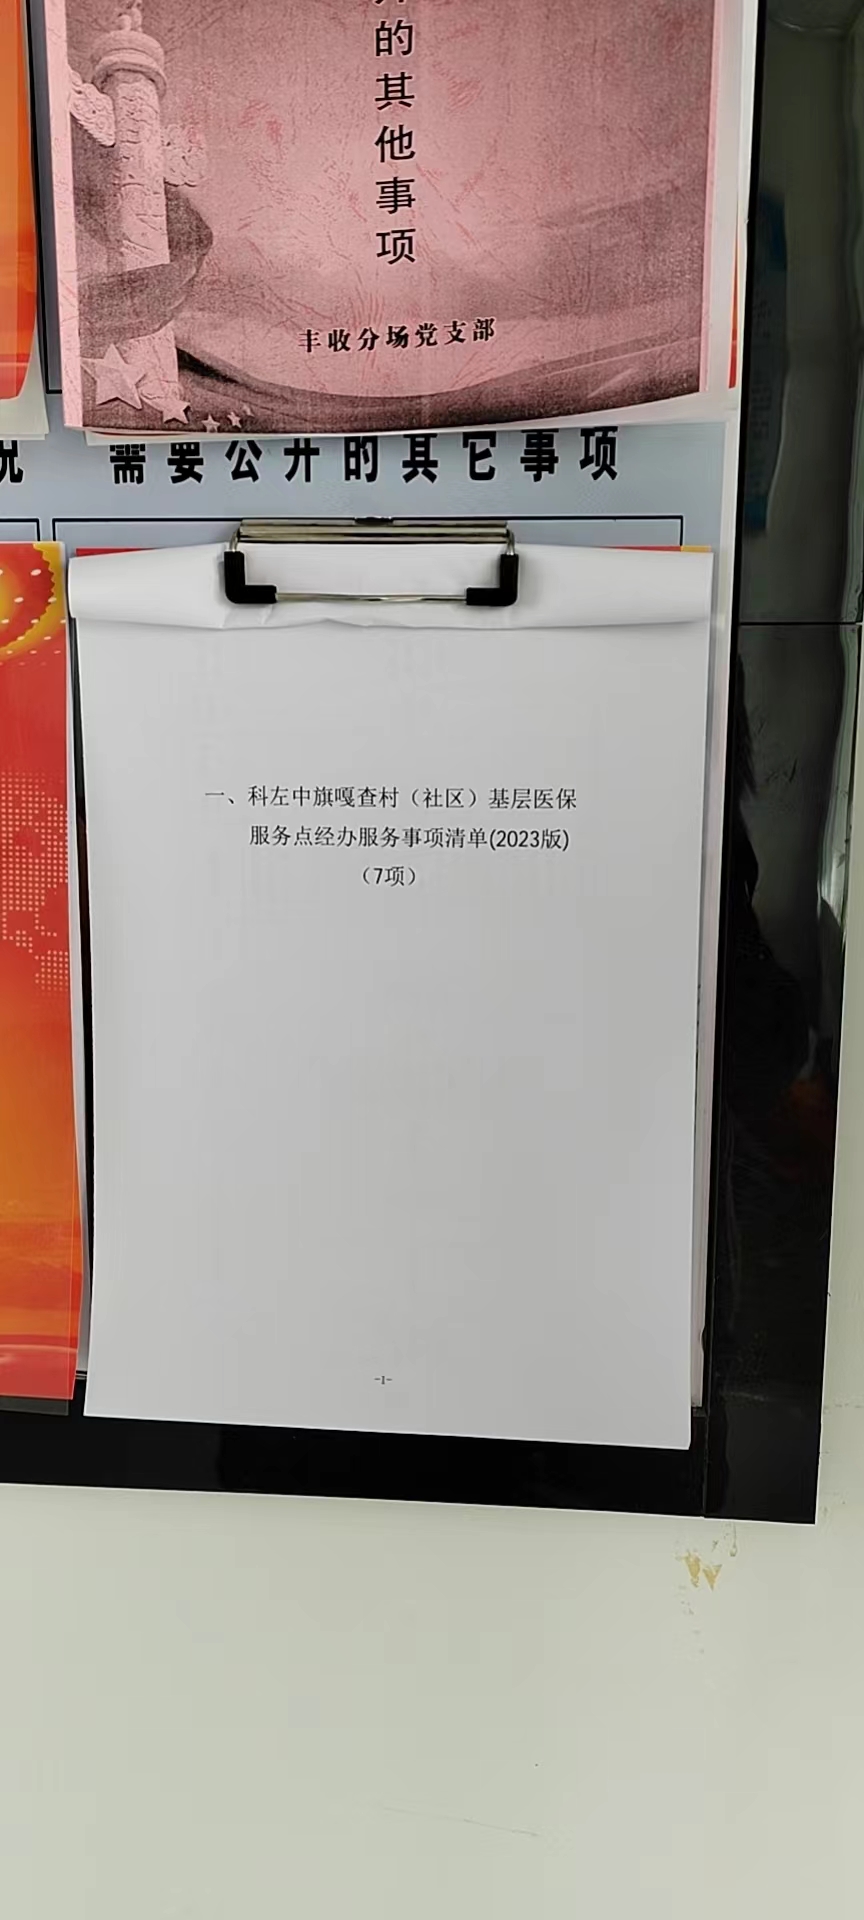 的其他事项
丰收分场党支部
需要公开的其它事项
一、科左中旗嘎查村（社区）基层医保
服务点经办服务事项清单(2023版)
（7项）
-1-